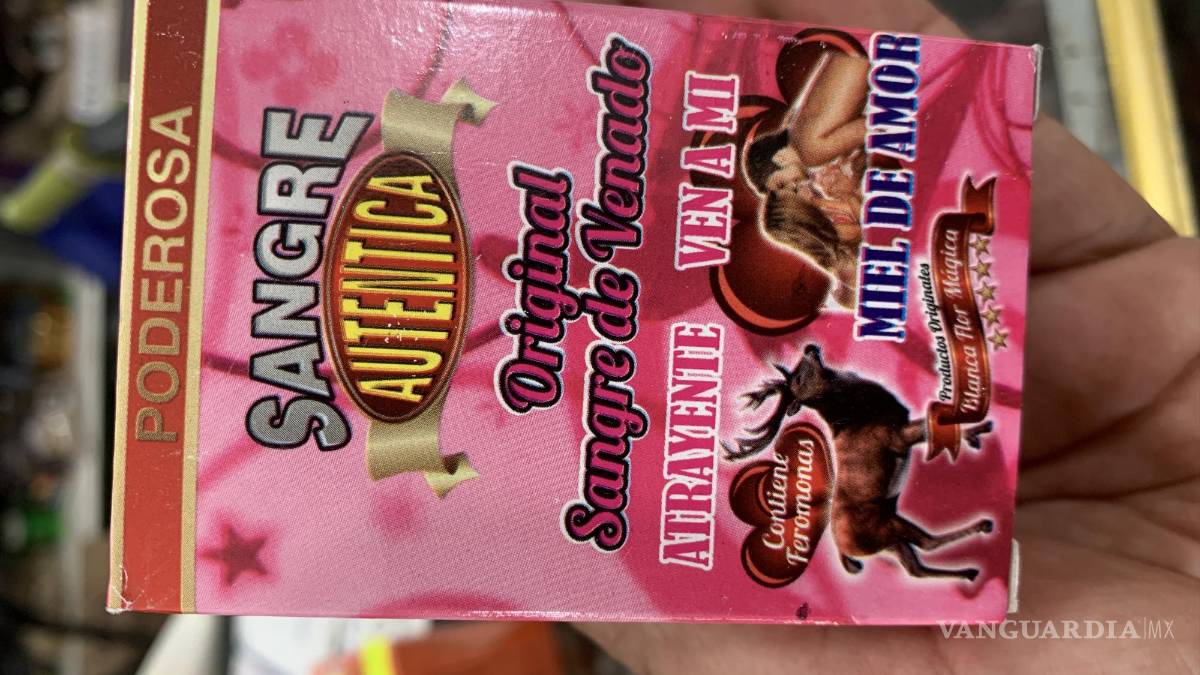 PODEROSA
SANGRE
AUTENTICA
Original
Sangre de Venado
ATRAYENTE VEN A MI
Contiene
Feromonas
MIEL DE AMOR
Productos Originales
Blanca Flor Mágica
VANGUARDIA|MX